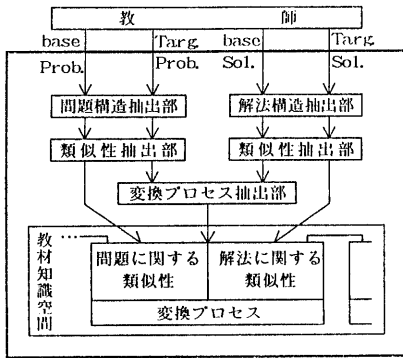 教 師
base Targ. base Targ.
Prob. Prob. Sol. Sol.
問題構造抽出部 解法構造抽出部
類似性抽出部 類似性抽出部
変換プロセス抽出部
教材知識空間
問題に関する 解法に関する
類似性 類似性
変換プロセス